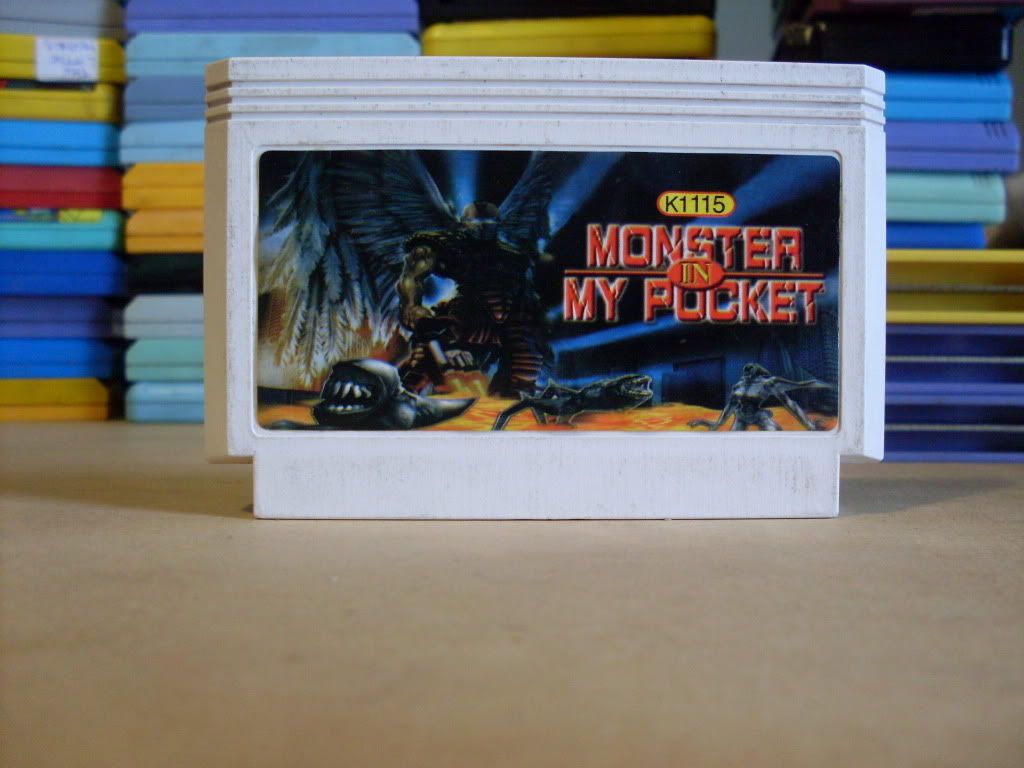 K1115
MONSTER
IN
MY POCKET